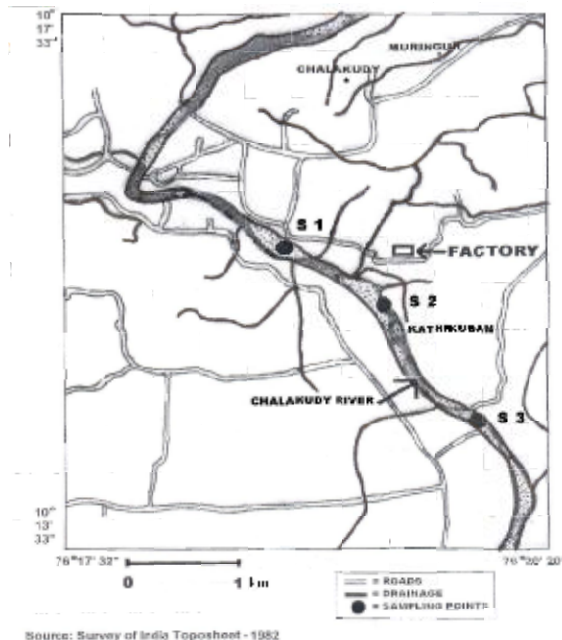 10°
17'
33"
MURINGUR
CHALAKUDY
S 1
FACTORY
S 2
KATHIKUDAN
CHALAKUDY RIVER
S 3
10°
13'
33"
76° 17' 32"
0 1 km
= ROADS
= DRAINAGE
= SAMPLING POINTS
Source: Survey of India Toposheet - 1982